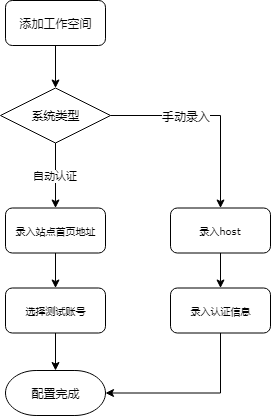 添加工作空间
系统类型
手动录入
自动认证
录入站点首页地址
录入host
选择测试账号
录入认证信息
配置完成